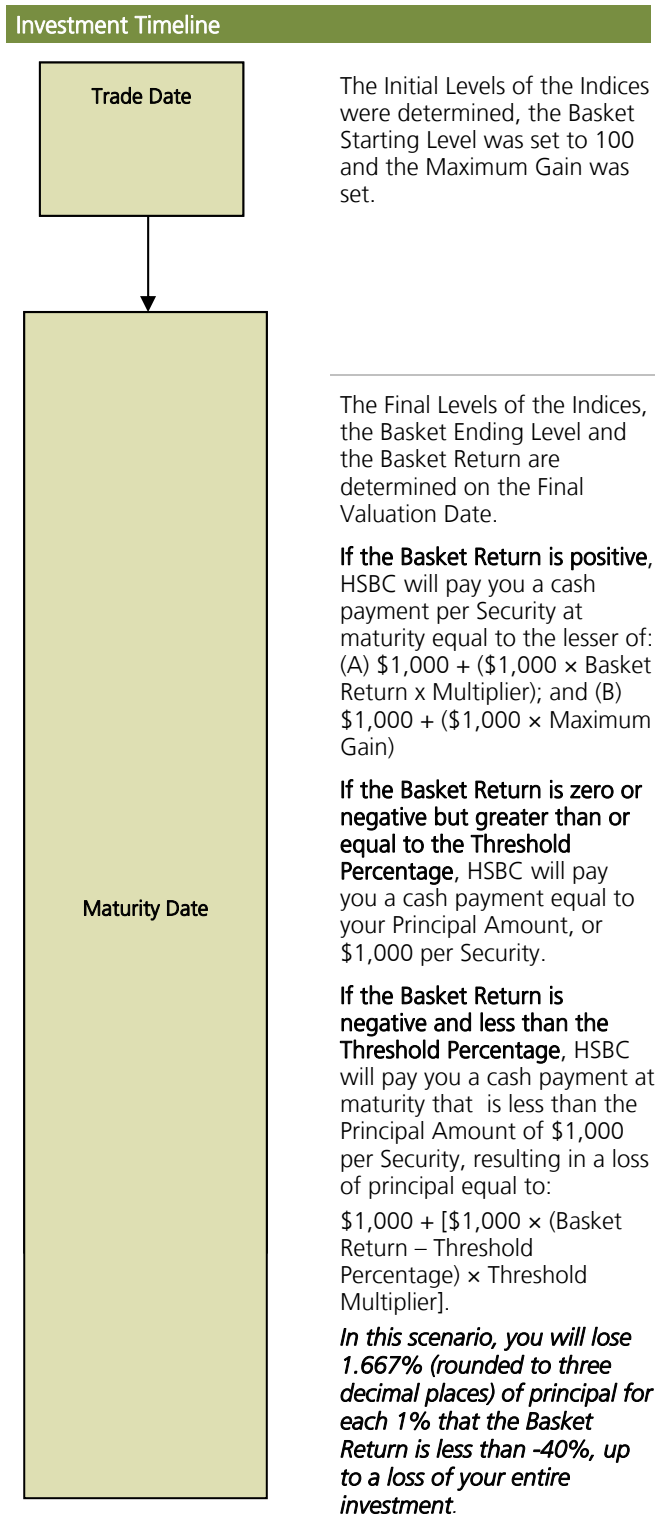 Investment Timeline
Trade Date
The Initial Levels of the Indices
were determined, the Basket
Starting Level was set to 100
and the Maximum Gain was
set.
Maturity Date
The Final Levels of the Indices,
the Basket Ending Level and
the Basket Return are
determined on the Final
Valuation Date.
If the Basket Return is positive,
HSBC will pay you a cash
payment per Security at
maturity equal to the lesser of:
(A) $1,000 + ($1,000 × Basket
Return x Multiplier); and (B)
$1,000 + ($1,000 × Maximum
Gain)
If the Basket Return is zero or
negative but greater than or
equal to the Threshold
Percentage, HSBC will pay
you a cash payment equal to
your Principal Amount, or
$1,000 per Security.
If the Basket Return is
negative and less than the
Threshold Percentage, HSBC
will pay you a cash payment at
maturity that is less than the
Principal Amount of $1,000
per Security, resulting in a loss
of principal equal to:
$1,000 + [$1,000 × (Basket
Return – Threshold
Percentage) × Threshold
Multiplier].
In this scenario, you will lose
1.667% (rounded to three
decimal places) of principal for
each 1% that the Basket
Return is less than -40%, up
to a loss of your entire
investment.